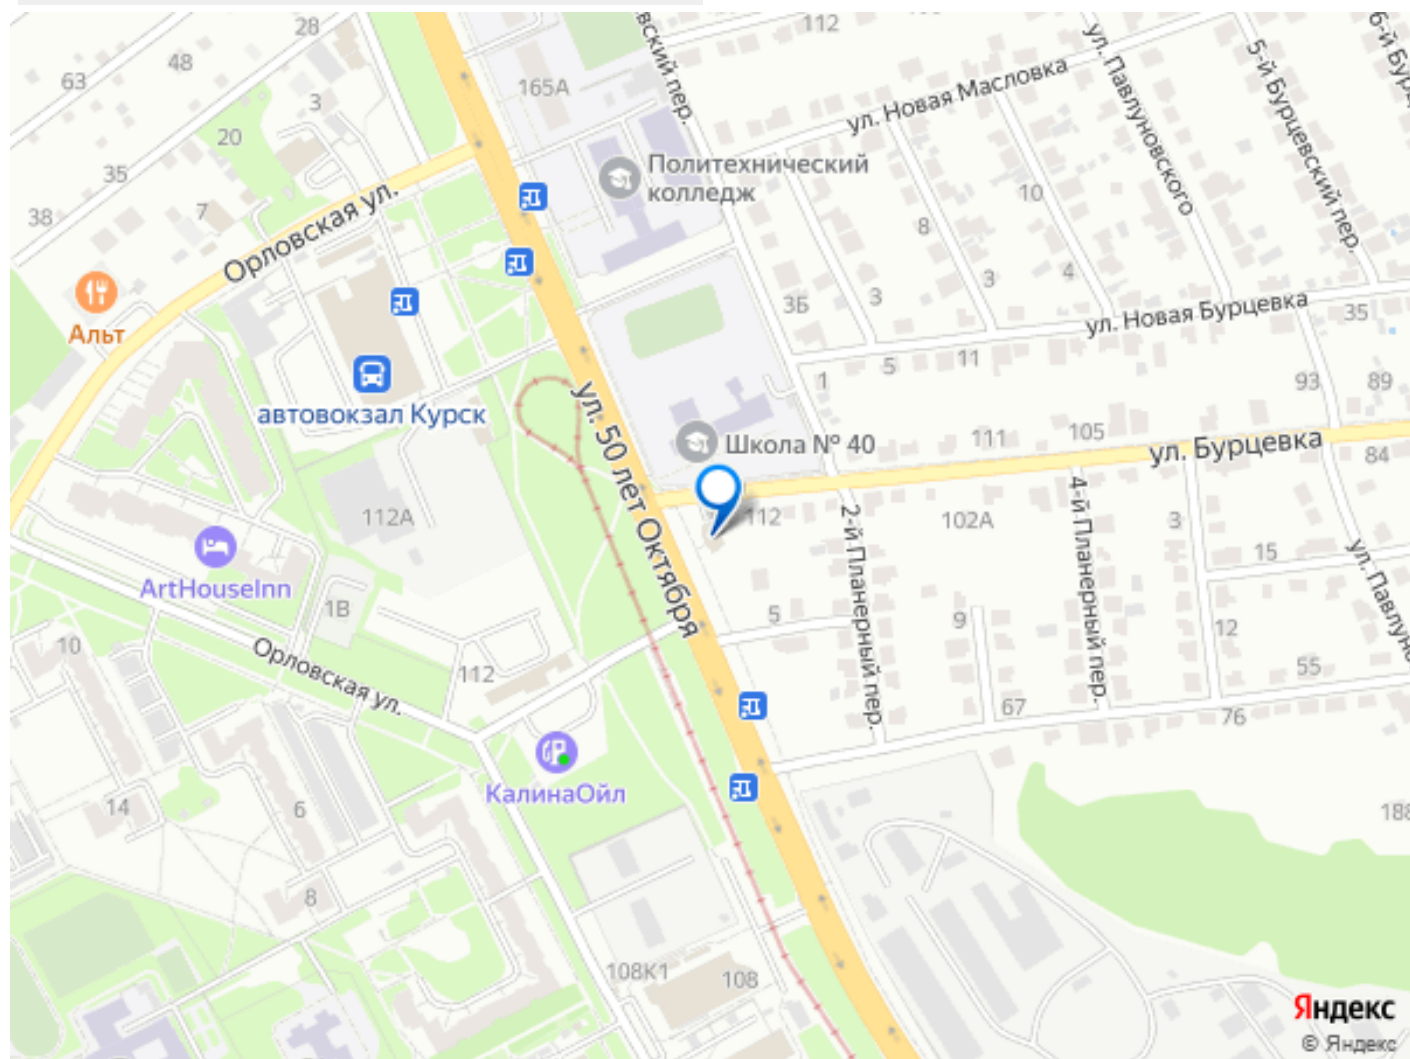 28
48
63
3
20
35
7
38
Орловская ул.
Альт
автовокзал Курск
165А
вский пер.
112
ул. Новая Масловка
ул. Павлуновского
5-й Бурцевский пер.
6-й Бурц
Политехнический
колледж
10
8
3
4
3Б
3
ул. Новая Бурцевка
35
11
5
1
93
89
Школа № 40
111
105
ул. Бурцевка
84
ул. 50 лет Октября
112А
ArtHouseInn
112
2-й Планерный пер.
102А
4-й Планерный пер.
3
15
ул. Павлуно
1В
5
9
12
10
Орловская ул.
112
55
67
76
КалинаОйл
14
6
188
8
108К1
108
Яндекс
© Яндекс